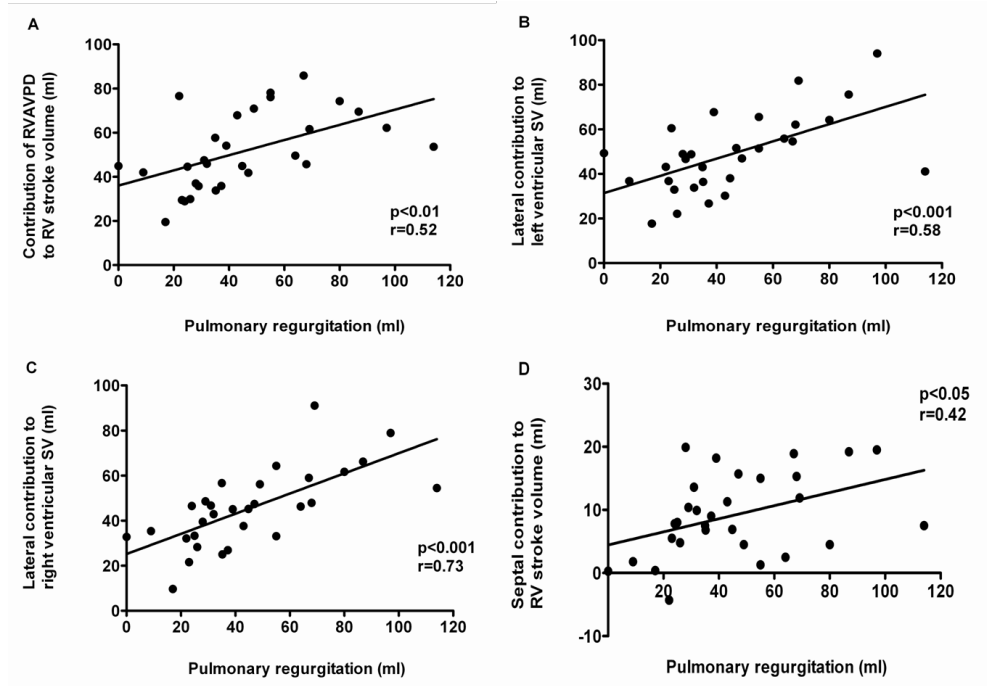 A
Contribution of RVAVPD
to RV stroke volume (ml)
100
80
60
40
20
0
0 20 40 60 80 100 120
p<0.01
r=0.52
Pulmonary regurgitation (ml)
B
Lateral contribution to
left ventricular SV (ml)
100
80
60
40
20
0
0 20 40 60 80 100 120
p<0.001
r=0.58
Pulmonary regurgitation (ml)
C
Lateral contribution to
right ventricular SV (ml)
100
80
60
40
20
0
0 20 40 60 80 100 120
p<0.001
r=0.73
Pulmonary regurgitation (ml)
D
Septal contribution to
RV stroke volume (ml)
30
20
10
0
-10
20 40 60 80 100 120
p<0.05
r=0.42
Pulmonary regurgitation (ml)